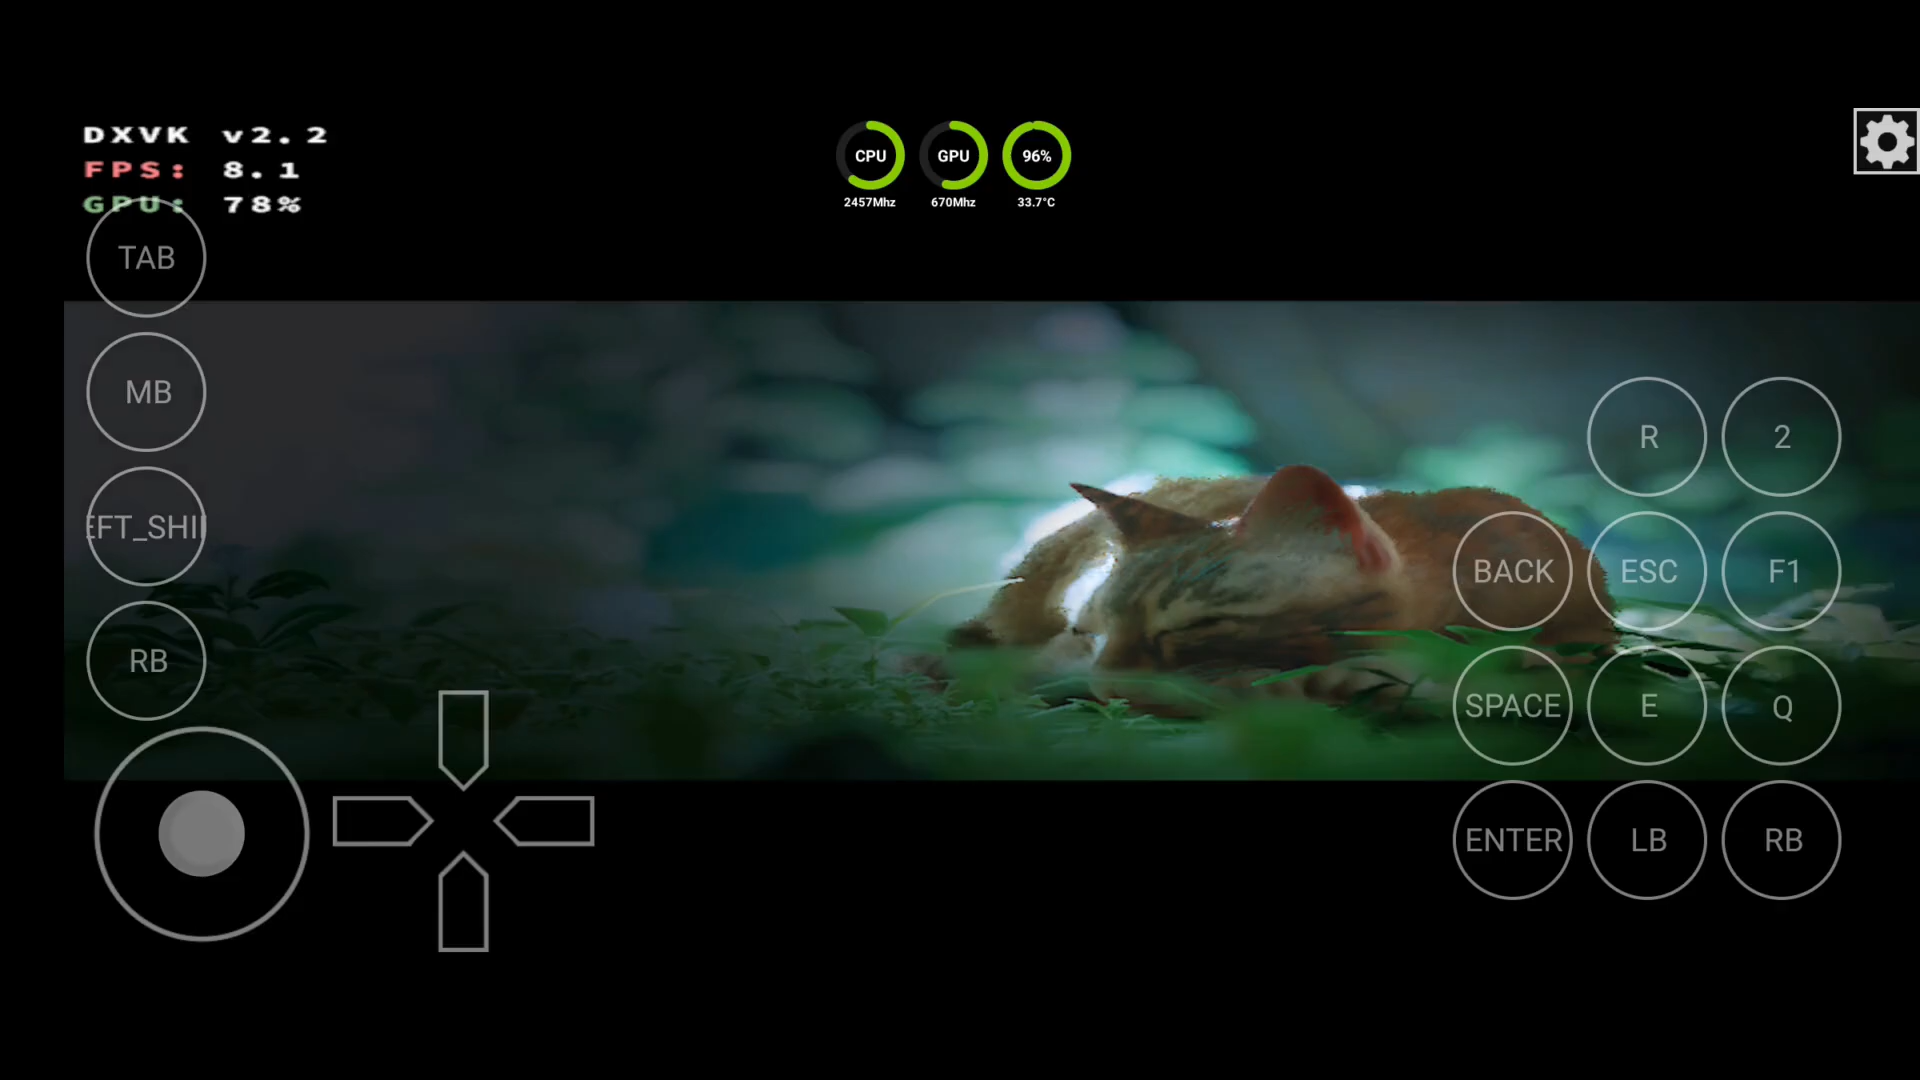 DXVK v2.2
FPS: 8.1
GPU: 78%
CPU
GPU
96%
2457Mhz
670Mhz
33.7°C
TAB
MB
EFT_SHI
RB
R
2
BACK
ESC
F1
SPACE
E
Q
ENTER
LB
RB